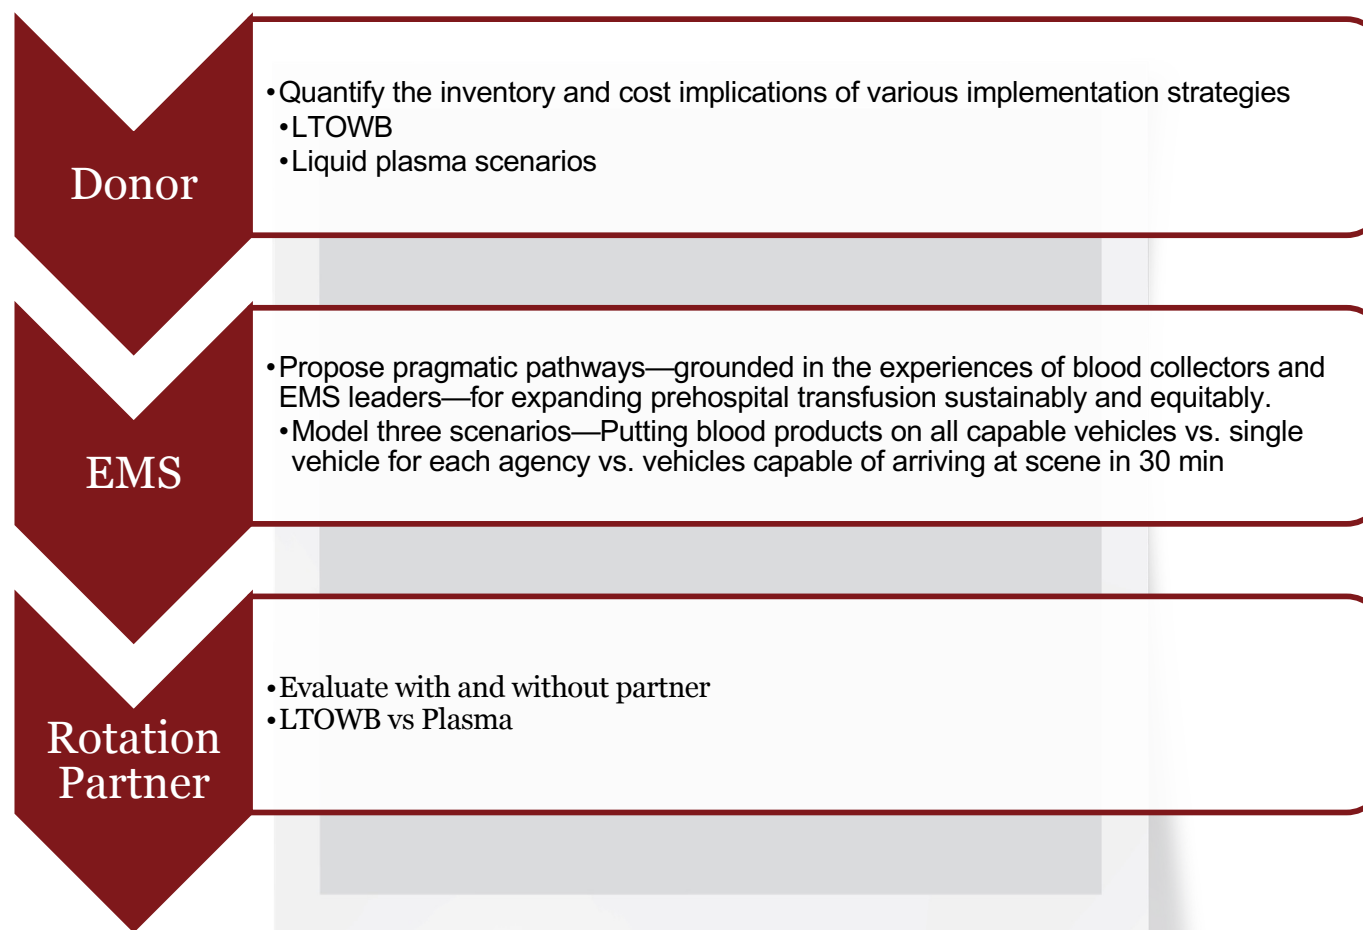 Donor
•Quantify the inventory and cost implications of various implementation strategies
•LTOWB
•Liquid plasma scenarios
EMS
•Propose pragmatic pathways—grounded in the experiences of blood collectors and
EMS leaders—for expanding prehospital transfusion sustainably and equitably.
•Model three scenarios—Putting blood products on all capable vehicles vs. single
vehicle for each agency vs. vehicles capable of arriving at scene in 30 min
Rotation
Partner
•Evaluate with and without partner
•LTOWB vs Plasma